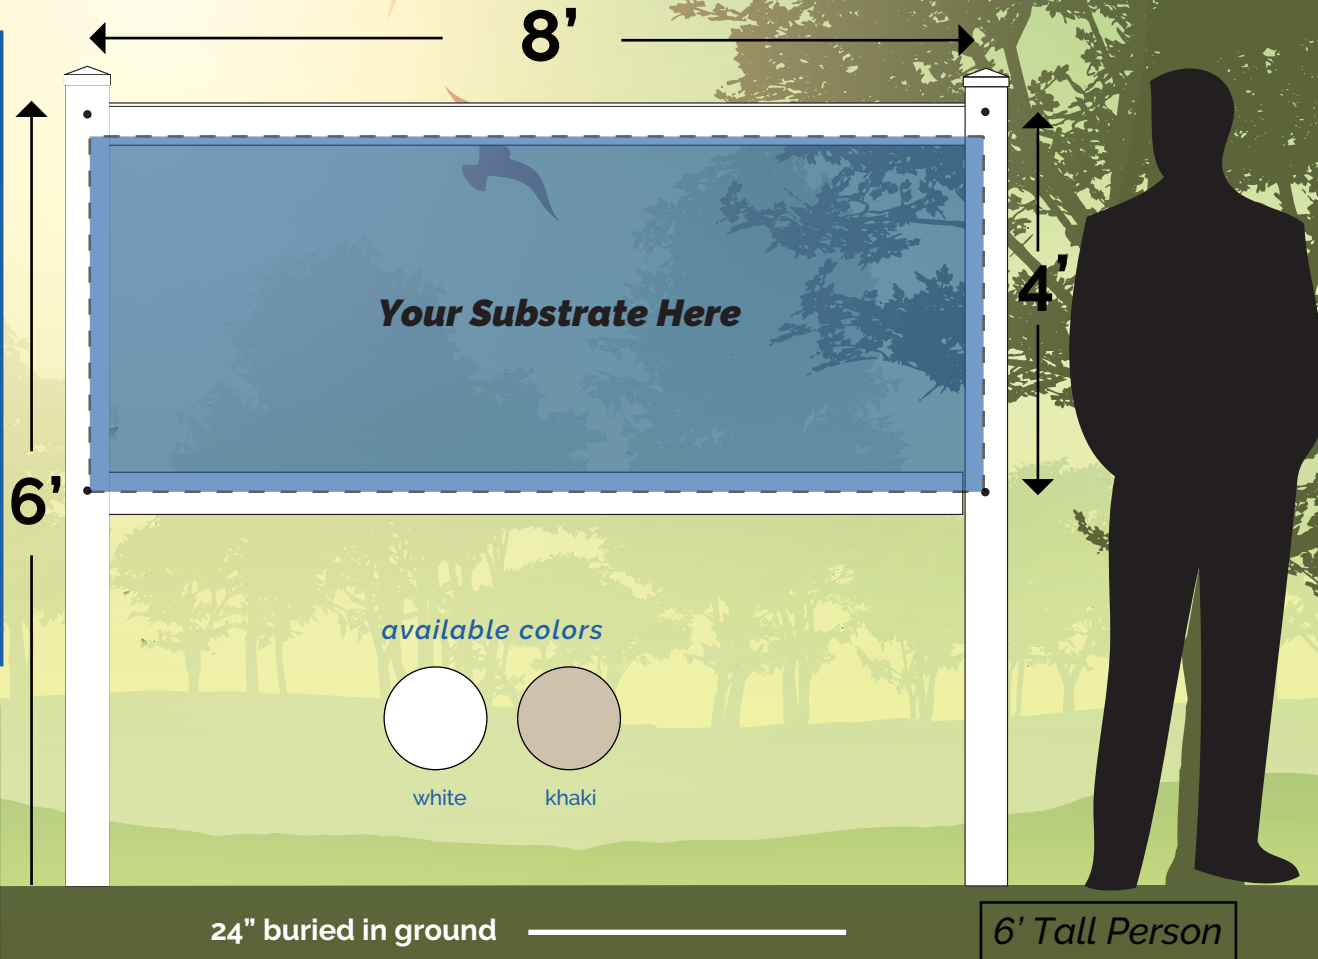 8’
4’
Your Substrate Here
6’
available colors
white
khaki
24” buried in ground
6’ Tall Person